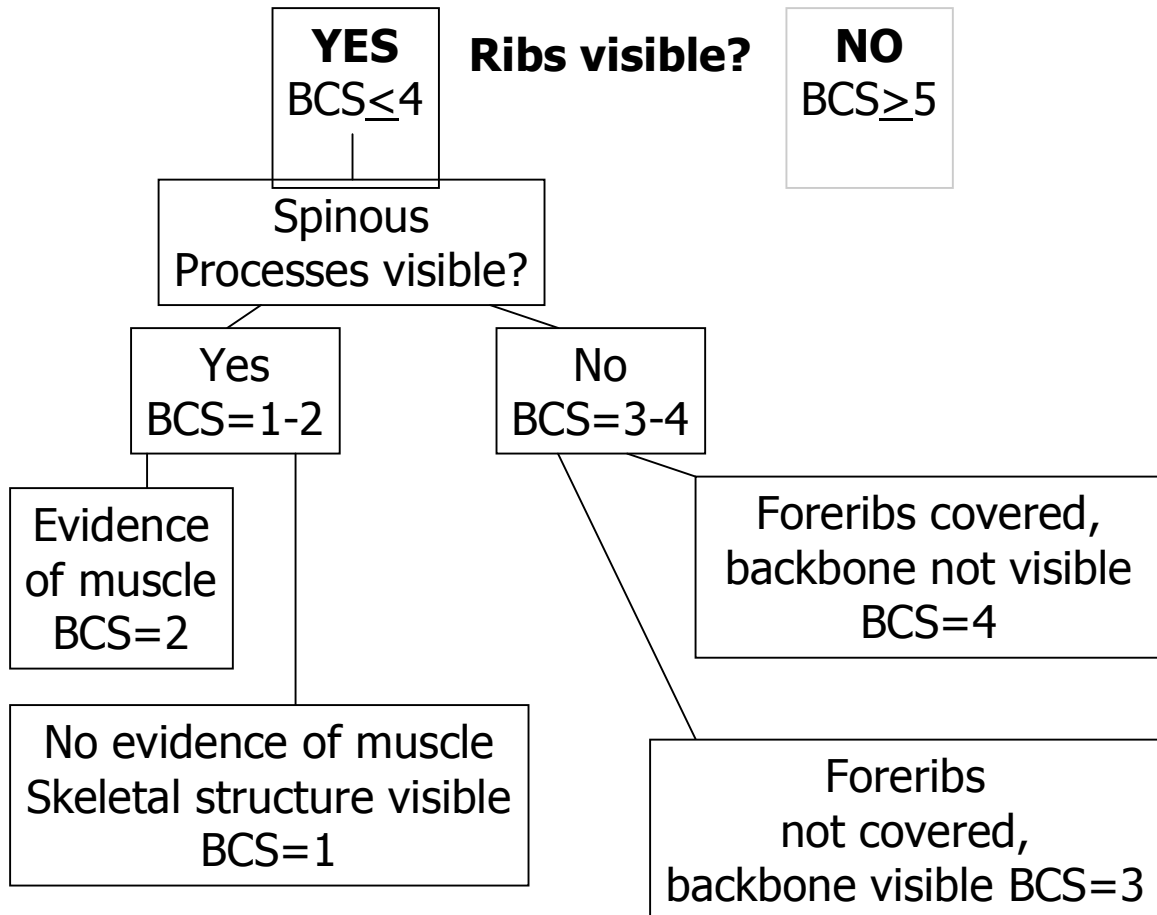 YES
BCS<4
Ribs visible?
NO
BCS>5
Spinous
Processes visible?
Yes
BCS=1-2
No
BCS=3-4
Evidence
of muscle
BCS=2
Foreribs covered,
backbone not visible
BCS=4
No evidence of muscle
Skeletal structure visible
BCS=1
Foreribs
not covered,
backbone visible BCS=3